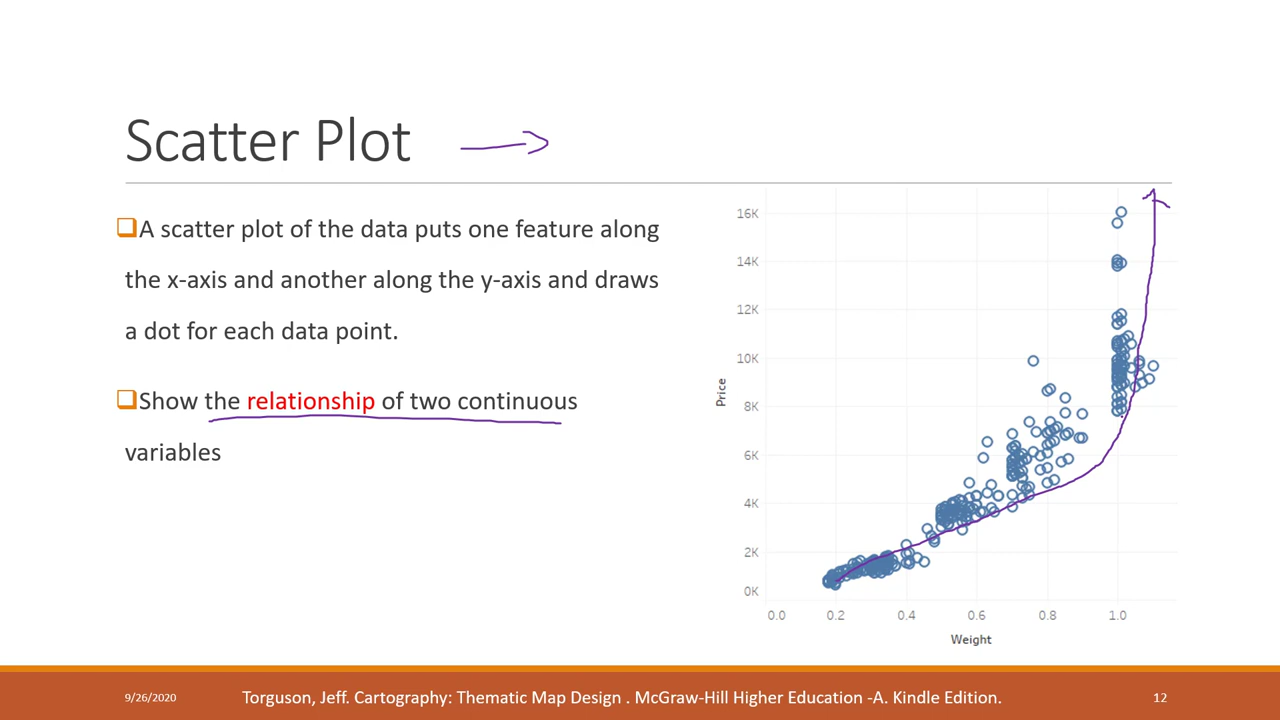 Scatter Plot
❑A scatter plot of the data puts one feature along
the x-axis and another along the y-axis and draws
a dot for each data point.
❑Show the relationship of two continuous
variables
16K
14K
12K
10K
8K
6K
4K
2K
0K
Price
0.0 0.2 0.4 0.6 0.8 1.0
Weight
9/26/2020 Torguson, Jeff. Cartography: Thematic Map Design . McGraw-Hill Higher Education -A. Kindle Edition. 12